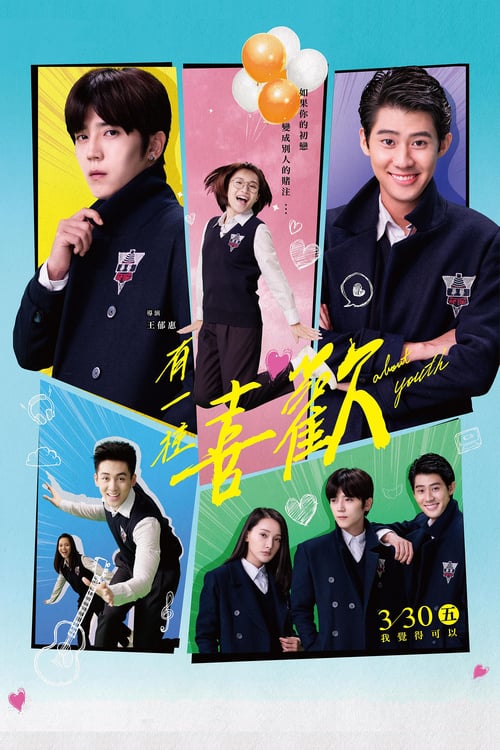 如果你的初戀
變成別人的賭注...
導演
王郁惠
有一種
喜歡
about
youth
3/30 五
我覺得可以